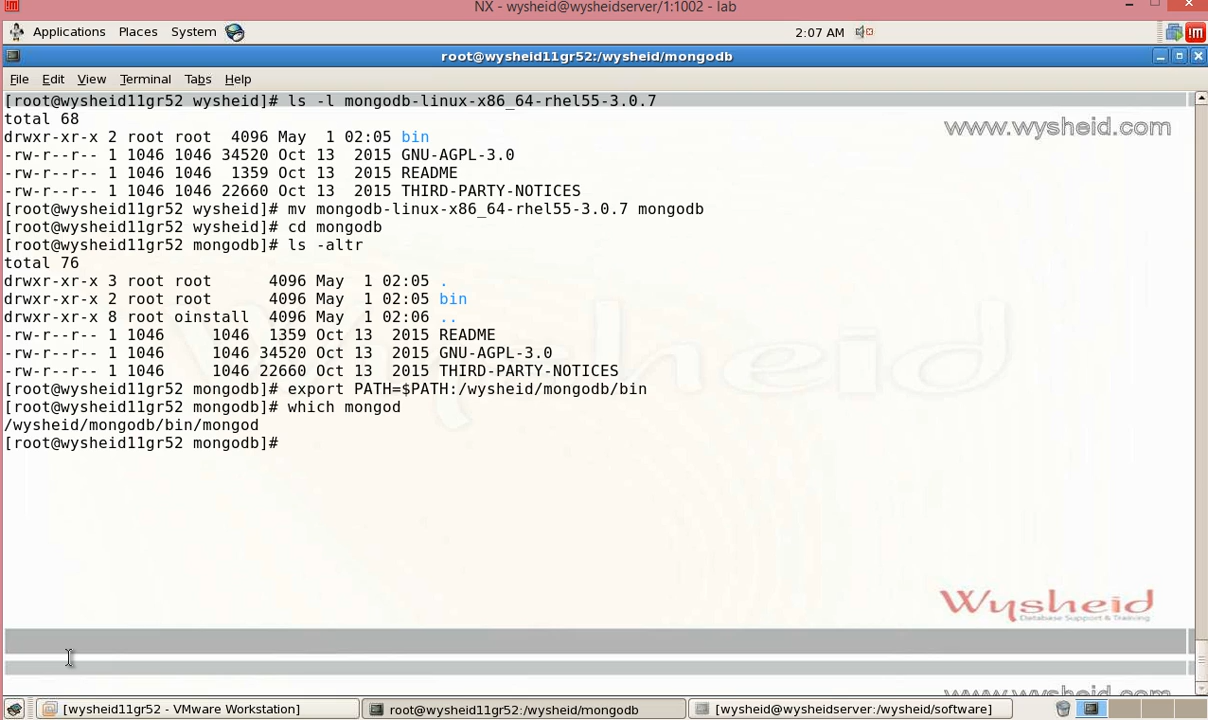 NX - wysheid@wysheidserver/1:1002 - lab
Applications Places System 2:07 AM
root@wysheid11gr52:/wysheid/mongodb
File Edit View Terminal Tabs Help
[root@wysheid11gr52 wysheid]# ls -l mongodb-linux-x86_64-rhel55-3.0.7
total 68
www.wysheid.com
drwxr-xr-x 2 root root  4096 May  1 02:05 bin
-rw-r--r-- 1 1046 1046 34520 Oct 13  2015 GNU-AGPL-3.0
-rw-r--r-- 1 1046 1046  1359 Oct 13  2015 README
-rw-r--r-- 1 1046 1046 22660 Oct 13  2015 THIRD-PARTY-NOTICES
[root@wysheid11gr52 wysheid]# mv mongodb-linux-x86_64-rhel55-3.0.7 mongodb
[root@wysheid11gr52 wysheid]# cd mongodb
[root@wysheid11gr52 mongodb]# ls -altr
total 76
drwxr-xr-x 3 root root      4096 May  1 02:05 .
drwxr-xr-x 2 root root      4096 May  1 02:05 bin
drwxr-xr-x 8 root oinstall  4096 May  1 02:06 ..
-rw-r--r-- 1 1046     1046  1359 Oct 13  2015 README
-rw-r--r-- 1 1046     1046 34520 Oct 13  2015 GNU-AGPL-3.0
-rw-r--r-- 1 1046     1046 22660 Oct 13  2015 THIRD-PARTY-NOTICES
Wysheid
[root@wysheid11gr52 mongodb]# export PATH=$PATH:/wysheid/mongodb/bin
[root@wysheid11gr52 mongodb]# which mongod
/wysheid/mongodb/bin/mongod
[root@wysheid11gr52 mongodb]#
Wysheid
Database Support & Training
www.wysheid.com
[wysheid11gr52 - VMware Workstation] root@wysheid11gr52:/wysheid/mongodb [wysheid@wysheidserver:/wysheid/software]